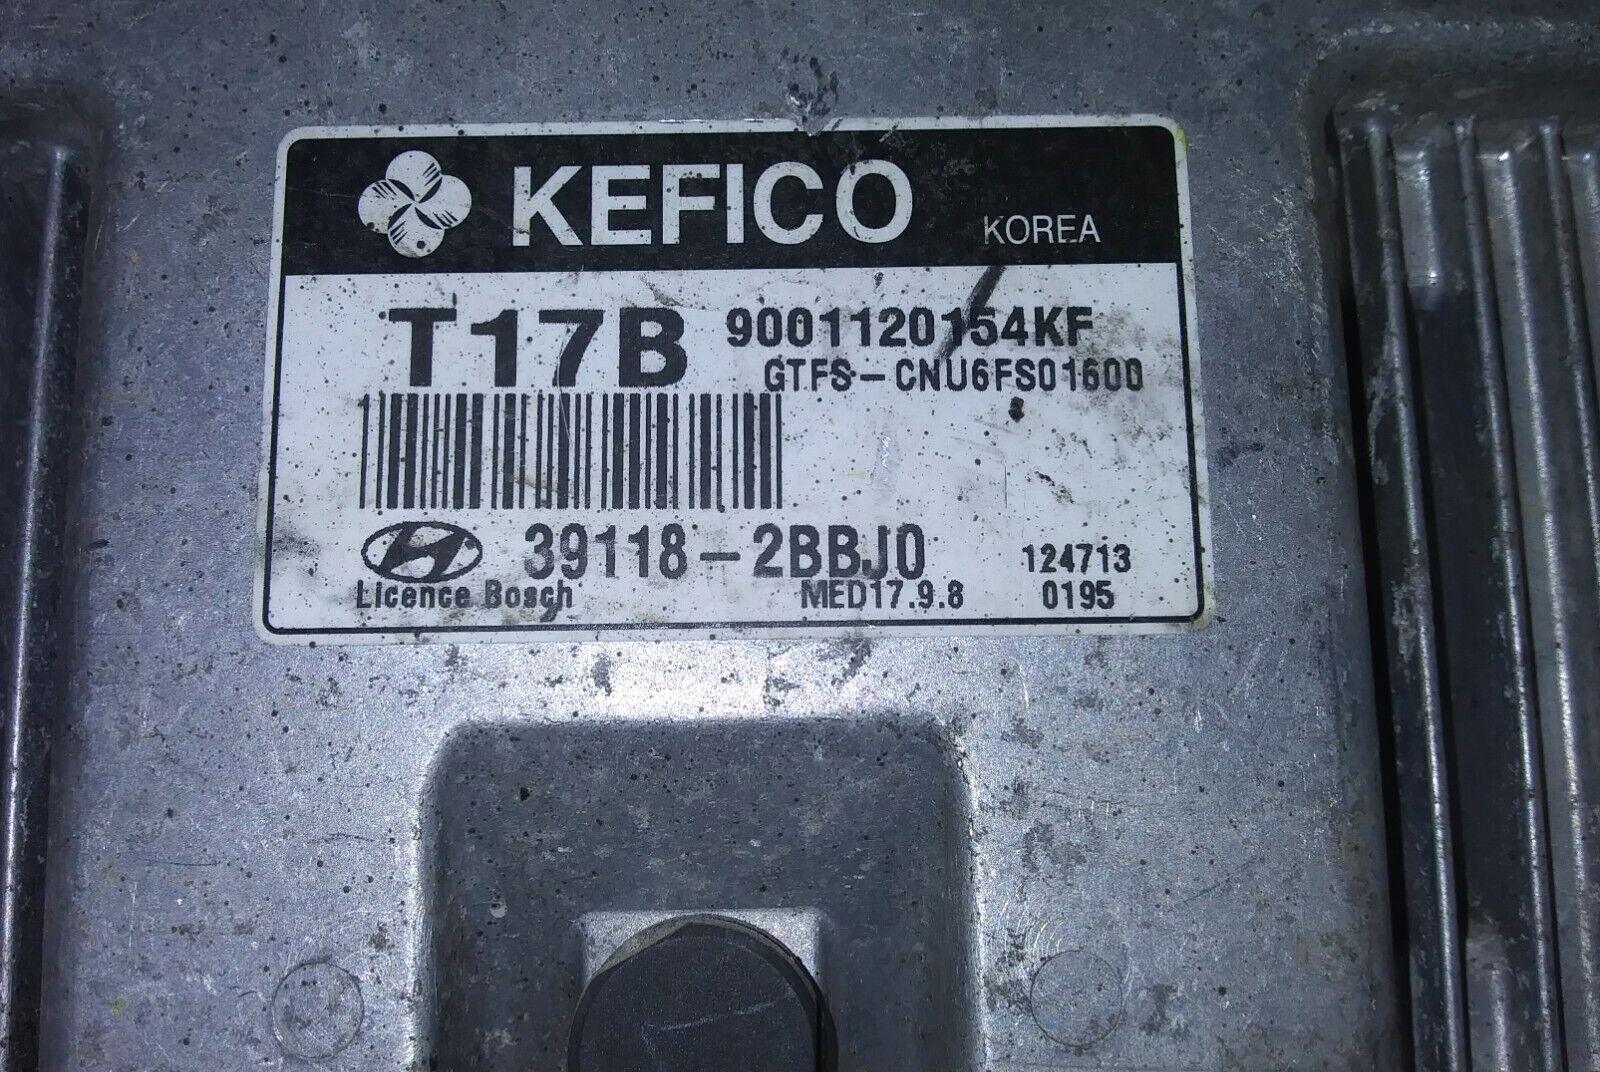 KEFICO KOREA
T17B 9001120154KF
GTFS-CNU6FS01600
39118-2BBJ0 124713
Licence Bosch MED17.9.8 0195